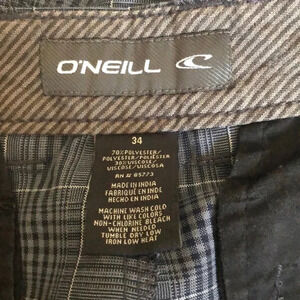 O'NEILL
34
70% POLYESTER/
POLYESTER/POLIÉSTER
30% VISCOSE/
VISCOSE/VISCOSA
RN # 85773
MADE IN INDIA
FABRIQUÉ EN INDE
HECHO EN INDIA
MACHINE WASH COLD
WITH LIKE COLORS
NON-CHLORINE BLEACH
WHEN NEEDED
TUMBLE DRY LOW
IRON LOW HEAT